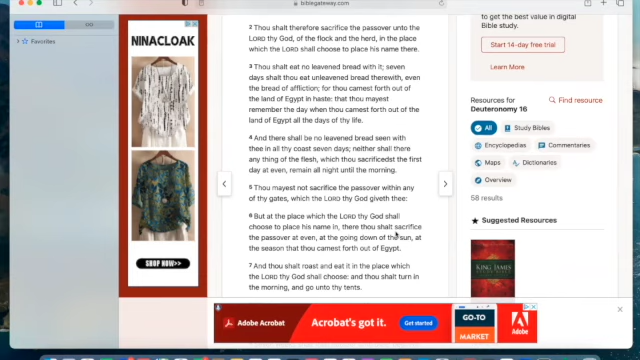 biblegateway.com
Favorites
NINACLOAK
SHOP NOW>>
2 Thou shalt therefore sacrifice the passover unto the
LORD thy God, of the flock and the herd, in the place
which the LORD shall choose to place his name there.
3 Thou shalt eat no leavened bread with it; seven
days shalt thou eat unleavened bread therewith, even
the bread of affliction; for thou camest forth out of
the land of Egypt in haste: that thou mayest
remember the day when thou camest forth out of the
land of Egypt all the days of thy life.
4 And there shall be no leavened bread seen with
thee in all thy coast seven days; neither shall there
any thing of the flesh, which thou sacrificedst the first
day at even, remain all night until the morning.
5 Thou mayest not sacrifice the passover within any
of thy gates, which the LORD thy God giveth thee:
6 But at the place which the LORD thy God shall
choose to place his name in, there thou shalt sacrifice
the passover at even, at the going down of the sun, at
the season that thou camest forth out of Egypt.
7 And thou shalt roast and eat it in the place which
the LORD thy God shall choose: and thou shalt turn in
the morning, and go unto thy tents.
to get the best value in digital
Bible study.
Start 14-day free trial
Learn More
Resources for
Deuteronomy 16
Find resource
All
Study Bibles
Encyclopedias
Commentaries
Maps
Dictionaries
Overview
58 results
Suggested Resources
KING JAMES
Adobe Acrobat
Acrobat's got it.
Get started
GO-TO
MARKET
Adobe